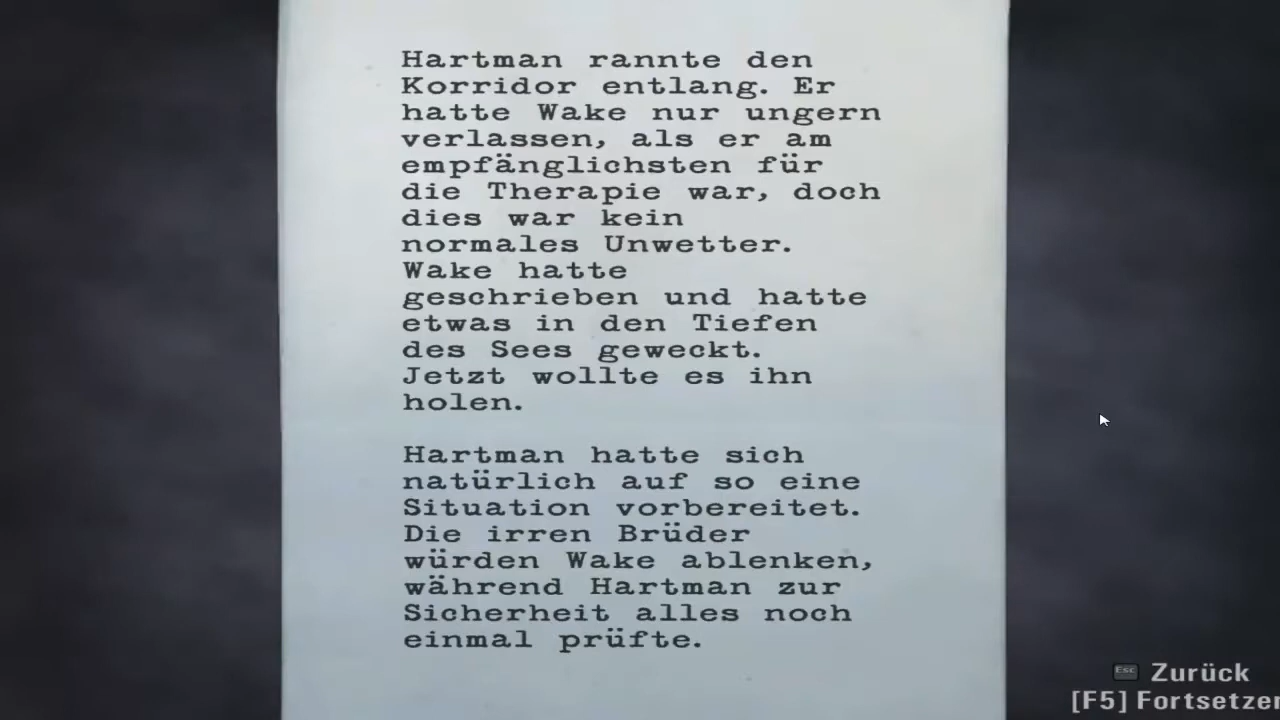 Hartman rannte den
Korridor entlang. Er
hatte Wake nur ungern
verlassen, als er am
empfänglichsten für
die Therapie war, doch
dies war kein
normales Unwetter.
Wake hatte
geschrieben und hatte
etwas in den Tiefen
des Sees geweckt.
Jetzt wollte es ihn
holen.
Hartman hatte sich
natürlich auf so eine
Situation vorbereitet.
Die irren Brüder
würden Wake ablenken,
während Hartman zur
Sicherheit alles noch
einmal prüfte.
Esc Zurück
[F5] Fortsetzen